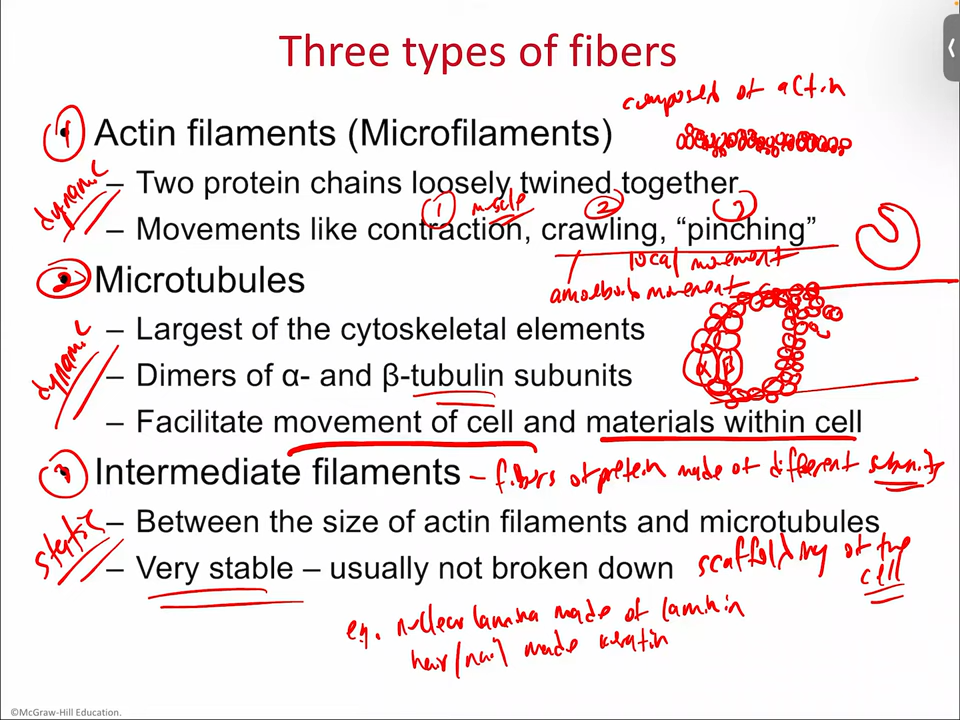 Three types of fibers
composed of actin
1 • Actin filaments (Microfilaments)
dynamic
– Two protein chains loosely twined together
1 muscle 2 3
– Movements like contraction, crawling, “pinching”
local movement
amoeboid movement
2 • Microtubules
– Largest of the cytoskeletal elements
dynamic
– Dimers of α- and β-tubulin subunits
α β
– Facilitate movement of cell and materials within cell
3 • Intermediate filaments – fibers of protein made of different subunits
static
– Between the size of actin filaments and microtubules
– Very stable – usually not broken down
scaffolding of the
cell
e.g. nuclear lamina made of laminin
hair/nail made keratin
©McGraw-Hill Education.